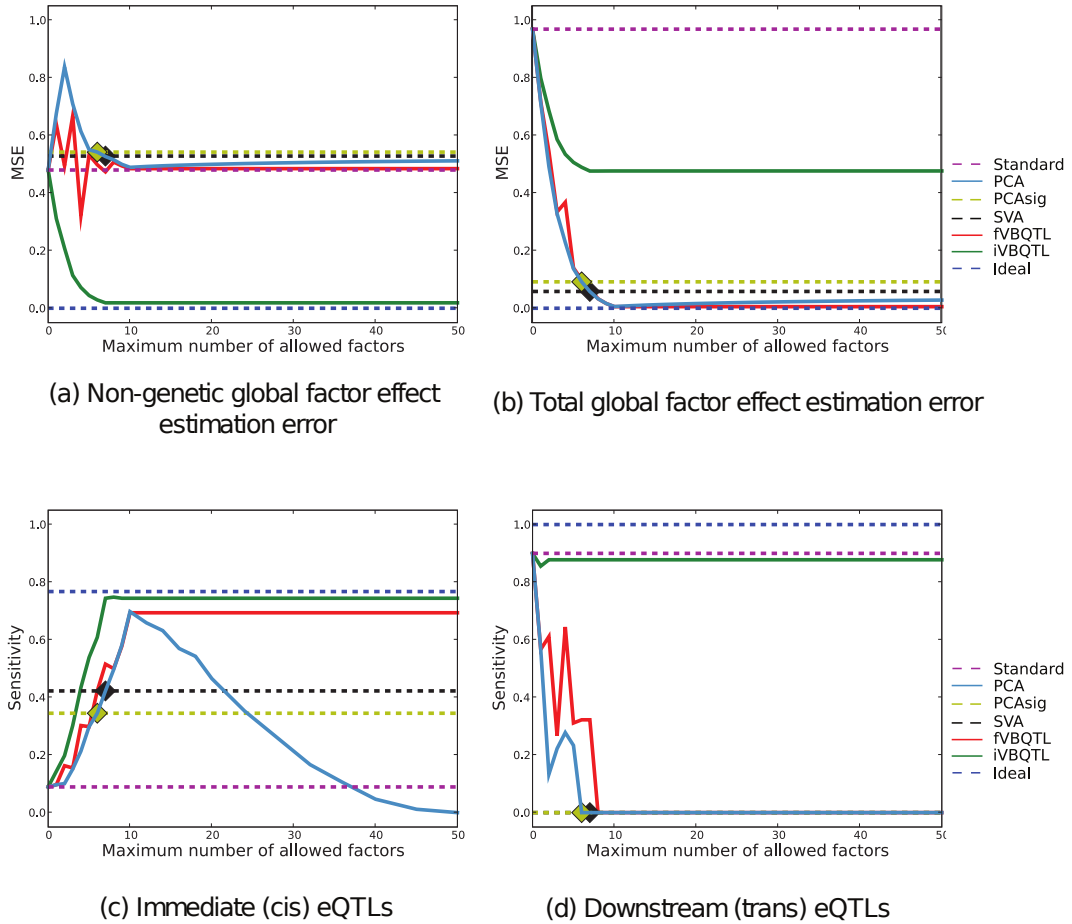 1.0
0.8
0.6
0.4
0.2
0.0
MSE
0 10 20 30 40 50
Maximum number of allowed factors
(a) Non-genetic global factor effect
estimation error
1.0
0.8
0.6
0.4
0.2
0.0
MSE
0 10 20 30 40 50
Maximum number of allowed factors
(b) Total global factor effect estimation error
Standard
PCA
PCAsig
SVA
fVBQTL
iVBQTL
Ideal
1.0
0.8
0.6
0.4
0.2
0.0
Sensitivity
0 10 20 30 40 50
Maximum number of allowed factors
(c) Immediate (cis) eQTLs
1.0
0.8
0.6
0.4
0.2
0.0
Sensitivity
0 10 20 30 40 50
Maximum number of allowed factors
(d) Downstream (trans) eQTLs
Standard
PCA
PCAsig
SVA
fVBQTL
iVBQTL
Ideal